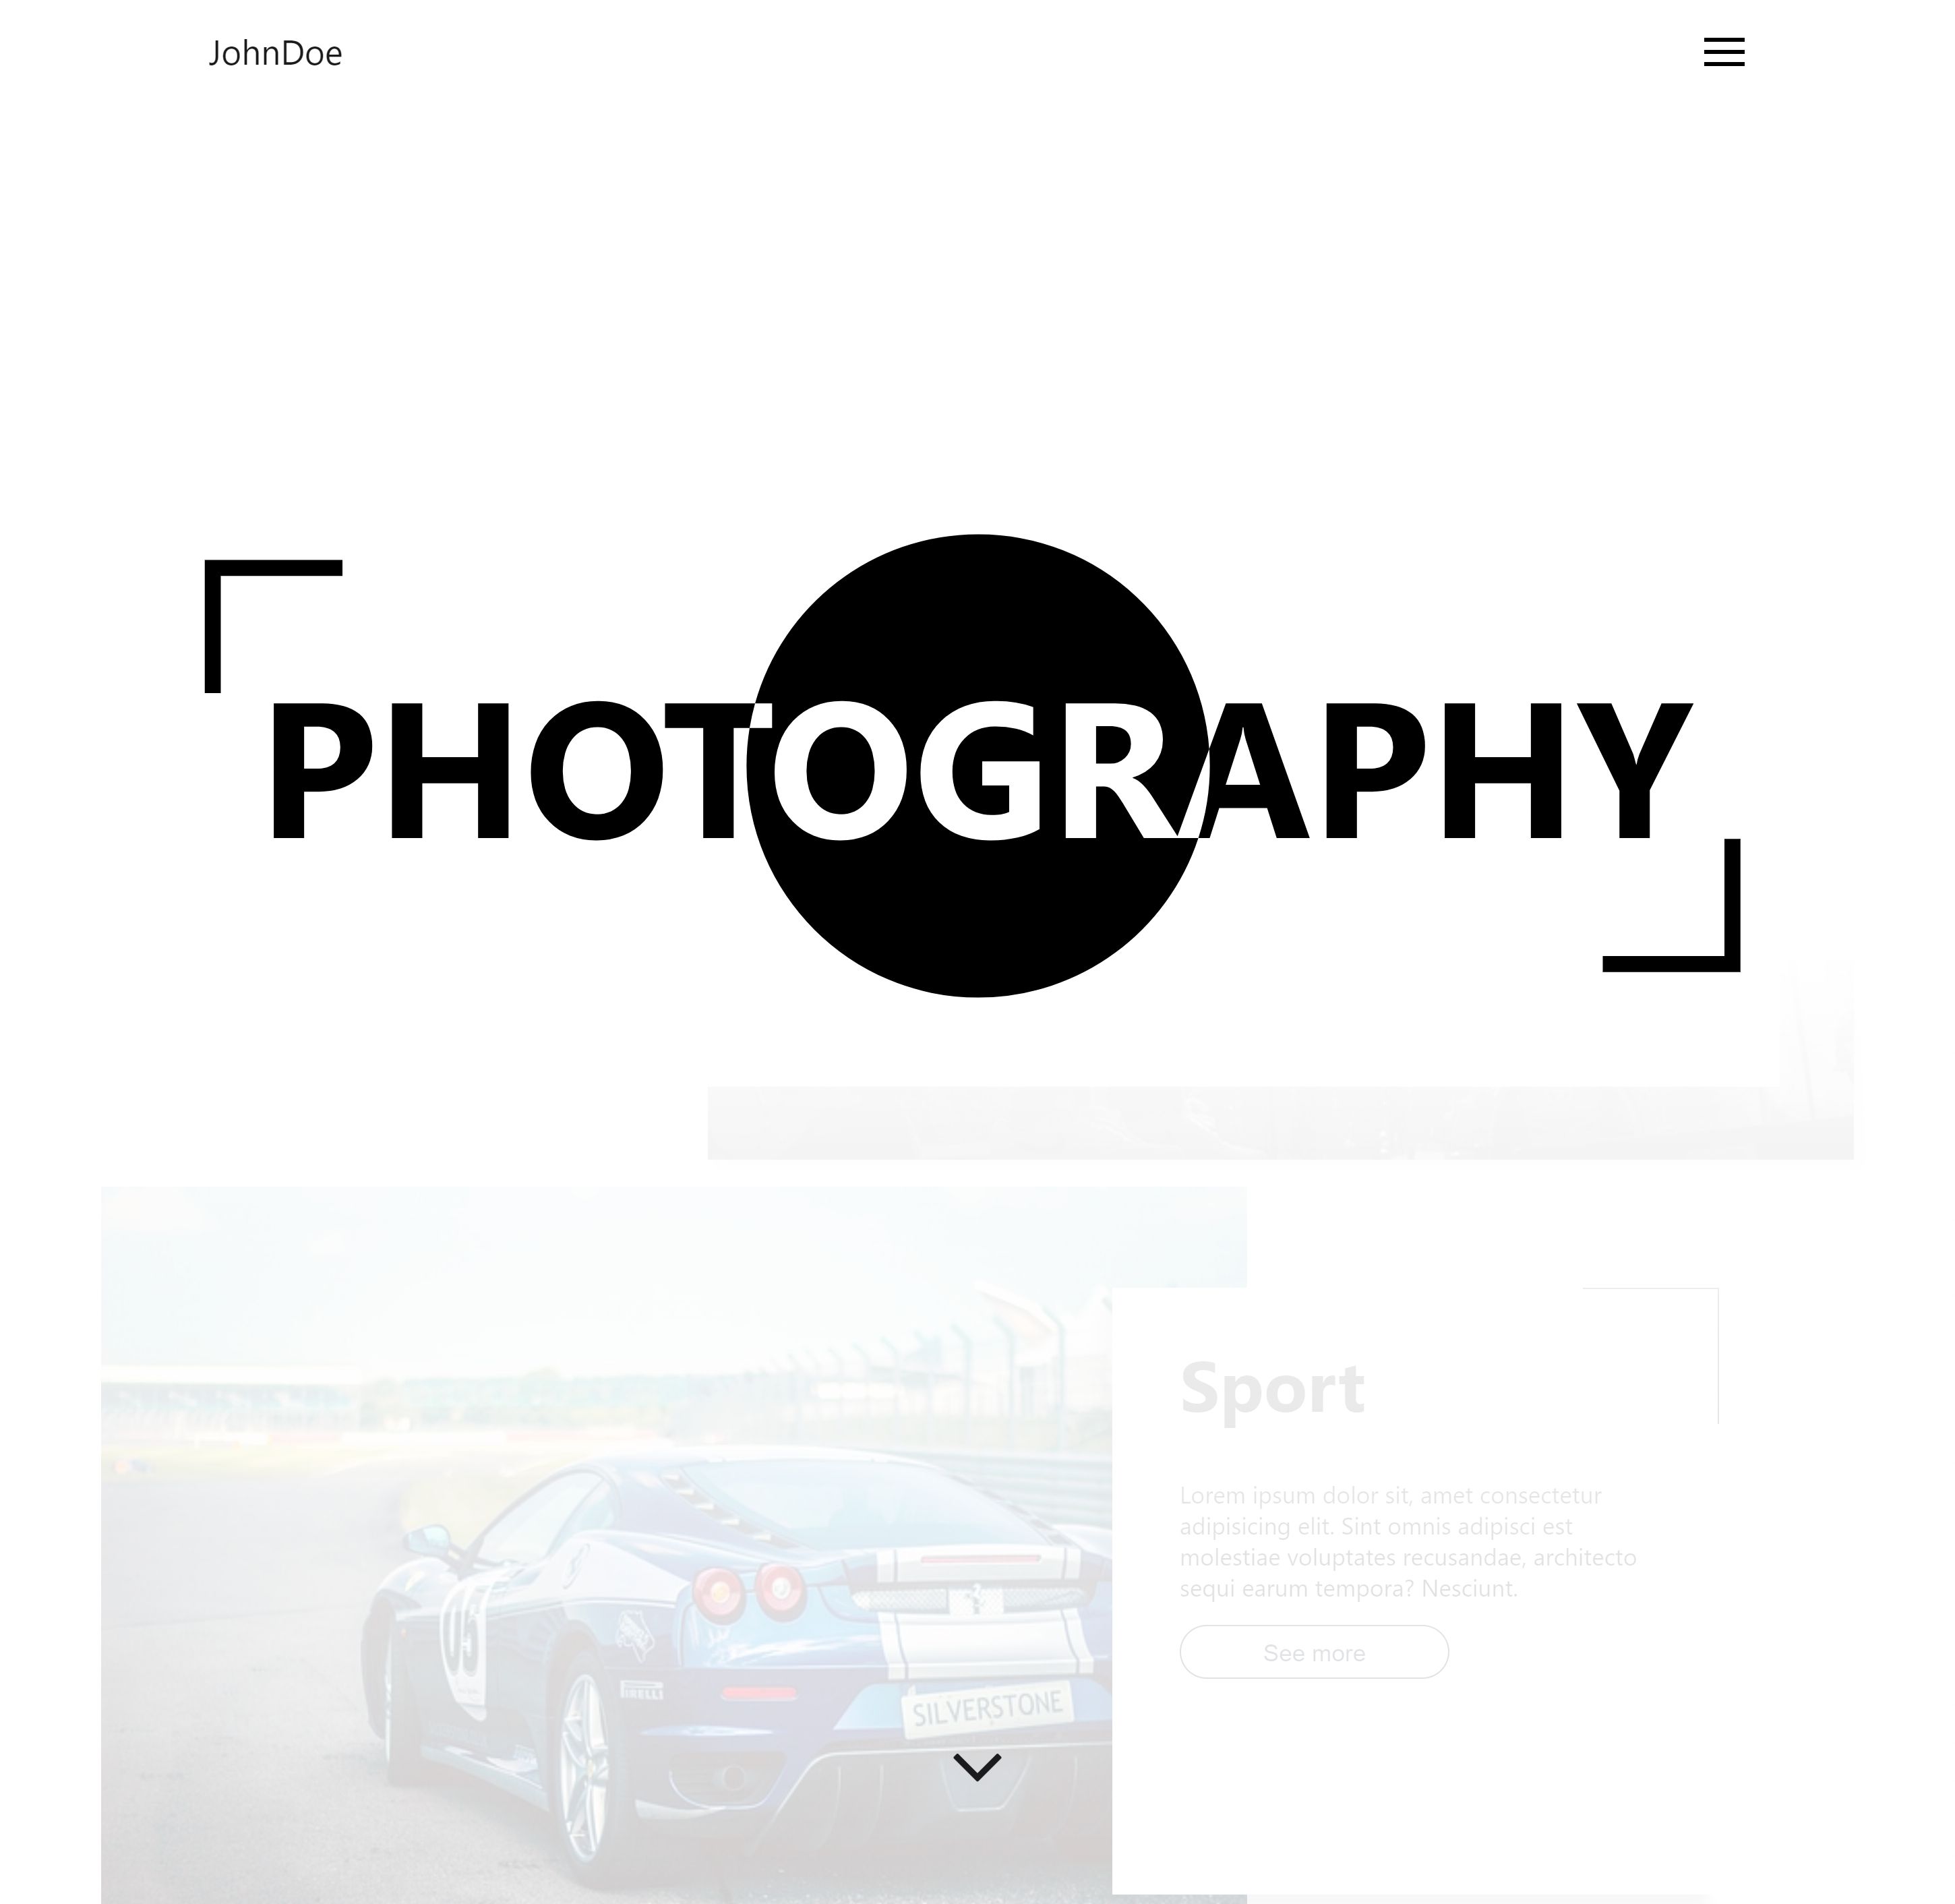 JohnDoe
PHOTOGRAPHY
Sport
Lorem ipsum dolor sit, amet consectetur
adipisicing elit. Sint omnis adipisci est
molestiae voluptates recusandae, architecto
sequi earum tempora? Nesciunt.
See more
PIRELLI
SILVERSTONE